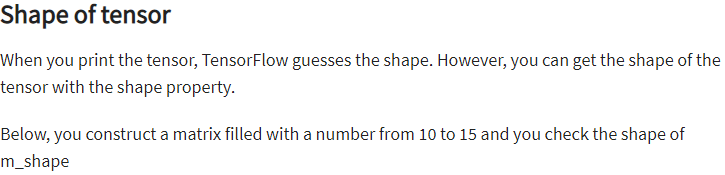 Shape of tensor
When you print the tensor, TensorFlow guesses the shape. However, you can get the shape of the
tensor with the shape property.
Below, you construct a matrix filled with a number from 10 to 15 and you check the shape of
m_shape